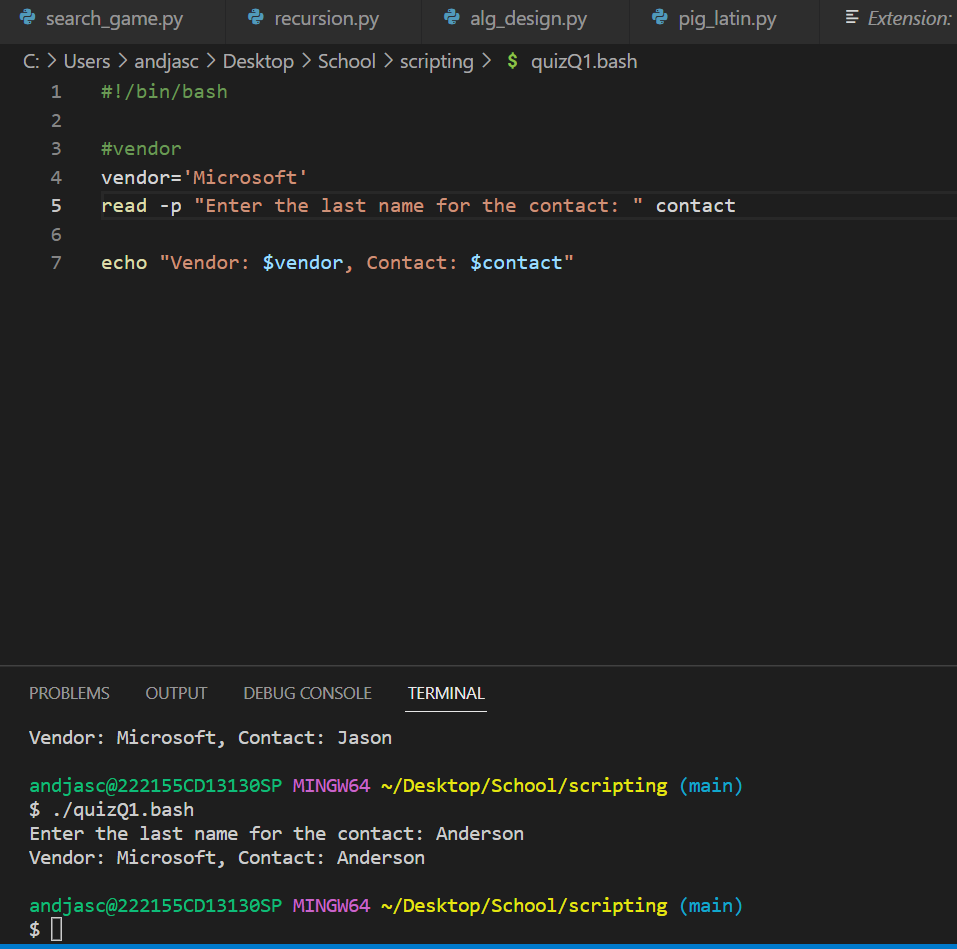 search_game.py recursion.py alg_design.py pig_latin.py Extension:
C: > Users > andjasc > Desktop > School > scripting > $ quizQ1.bash
1 #!/bin/bash
2
3 #vendor
4 vendor='Microsoft'
5 read -p "Enter the last name for the contact: " contact
6
7 echo "Vendor: $vendor, Contact: $contact"
PROBLEMS OUTPUT DEBUG CONSOLE TERMINAL
Vendor: Microsoft, Contact: Jason
andjasc@222155CD13130SP MINGW64 ~/Desktop/School/scripting (main)
$ ./quizQ1.bash
Enter the last name for the contact: Anderson
Vendor: Microsoft, Contact: Anderson
andjasc@222155CD13130SP MINGW64 ~/Desktop/School/scripting (main)
$